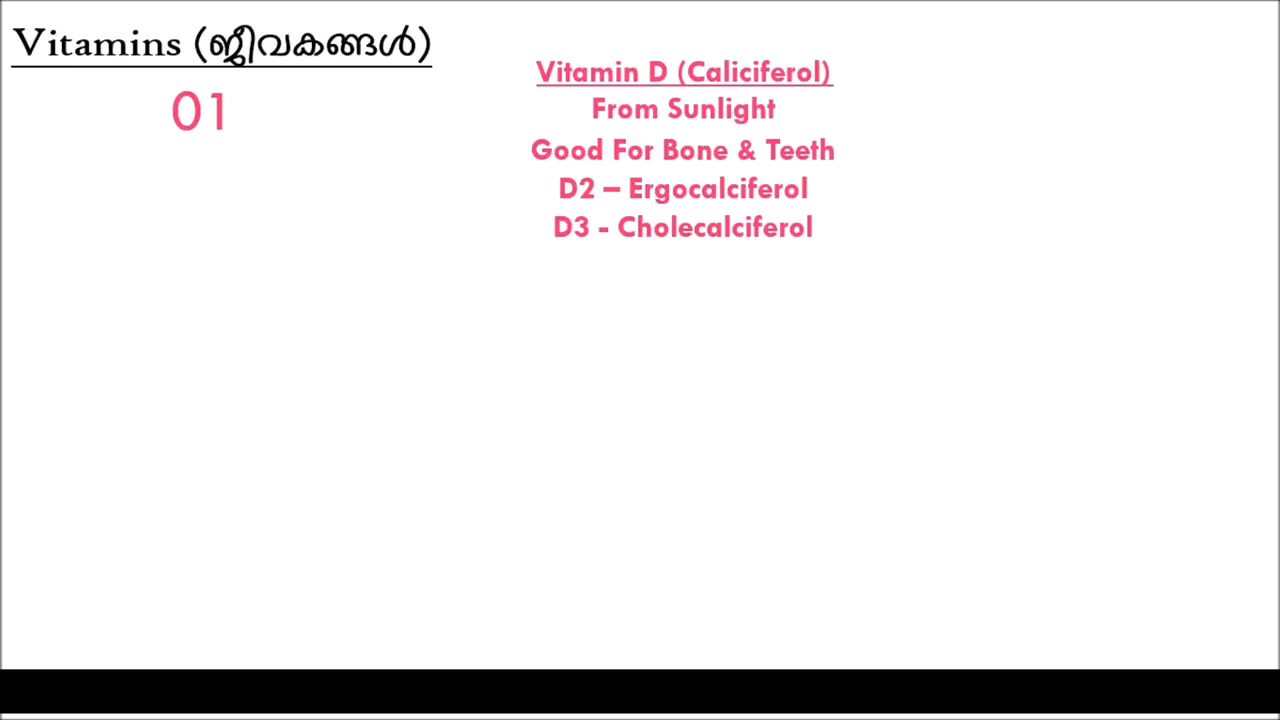 Vitamins (ജീവകങ്ങൾ)
01
Vitamin D (Caliciferol)
From Sunlight
Good For Bone & Teeth
D2 – Ergocalciferol
D3 - Cholecalciferol